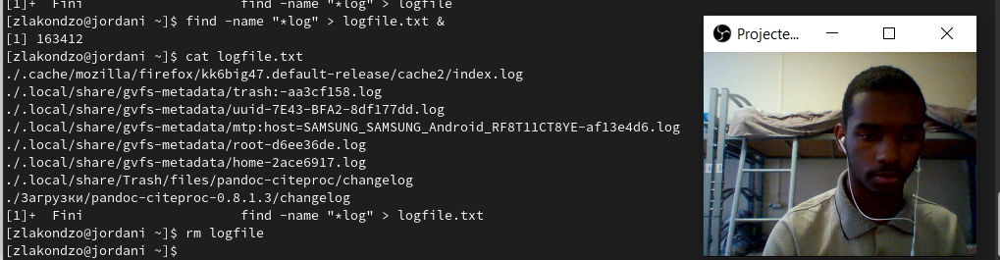 [1]+  Fini                    find -name "*log" > logfile
[zlakondzo@jordani ~]$ find -name "*log" > logfile.txt &
[1] 163412
[zlakondzo@jordani ~]$ cat logfile.txt
./.cache/mozilla/firefox/kk6big47.default-release/cache2/index.log
./.local/share/gvfs-metadata/trash:-aa3cf158.log
./.local/share/gvfs-metadata/uuid-7E43-BFA2-8df177dd.log
./.local/share/gvfs-metadata/mtp:host=SAMSUNG_SAMSUNG_Android_RF8T11CT8YE-af13e4d6.log
./.local/share/gvfs-metadata/root-d6ee36de.log
./.local/share/gvfs-metadata/home-2ace6917.log
./.local/share/Trash/files/pandoc-citeproc/changelog
./Загрузки/pandoc-citeproc-0.8.1.3/changelog
[1]+  Fini                    find -name "*log" > logfile.txt
[zlakondzo@jordani ~]$ rm logfile
[zlakondzo@jordani ~]$
Projecte...